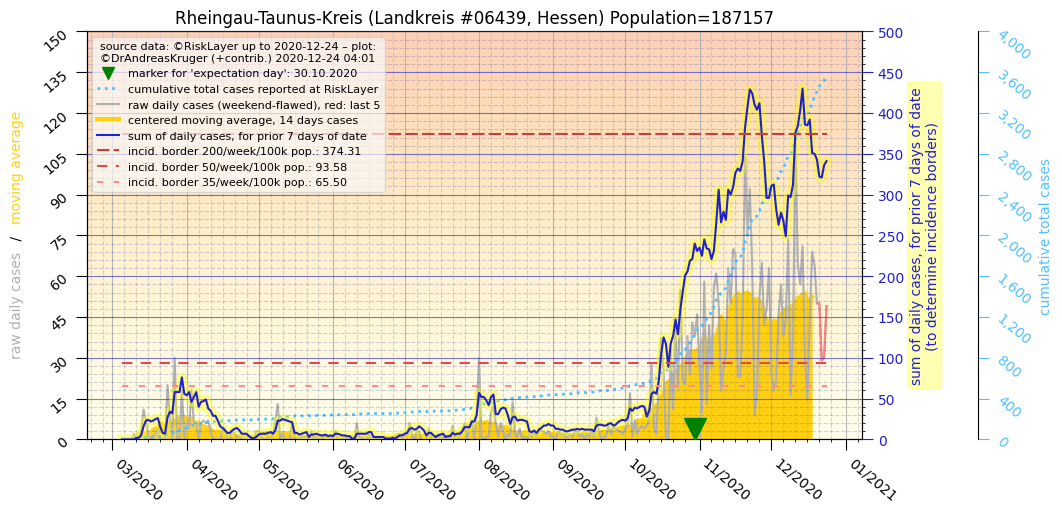 Rheingau-Taunus-Kreis (Landkreis #06439, Hessen) Population=187157
source data: ©RiskLayer up to 2020-12-24 – plot:
©DrAndreasKruger (+contrib.) 2020-12-24 04:01
marker for 'expectation day': 30.10.2020
cumulative total cases reported at RiskLayer
raw daily cases (weekend-flawed), red: last 5
centered moving average, 14 days cases
sum of daily cases, for prior 7 days of date
incid. border 200/week/100k pop.: 374.31
incid. border 50/week/100k pop.: 93.58
incid. border 35/week/100k pop.: 65.50
raw daily cases / moving average
150
135
120
105
90
75
60
45
30
15
0
03/2020
04/2020
05/2020
06/2020
07/2020
08/2020
09/2020
10/2020
11/2020
12/2020
01/2021
500
450
400
350
300
250
200
150
100
50
0
sum of daily cases, for prior 7 days of date
(to determine incidence borders)
4,000
3,600
3,200
2,800
2,400
2,000
1,600
1,200
800
400
0
cumulative total cases